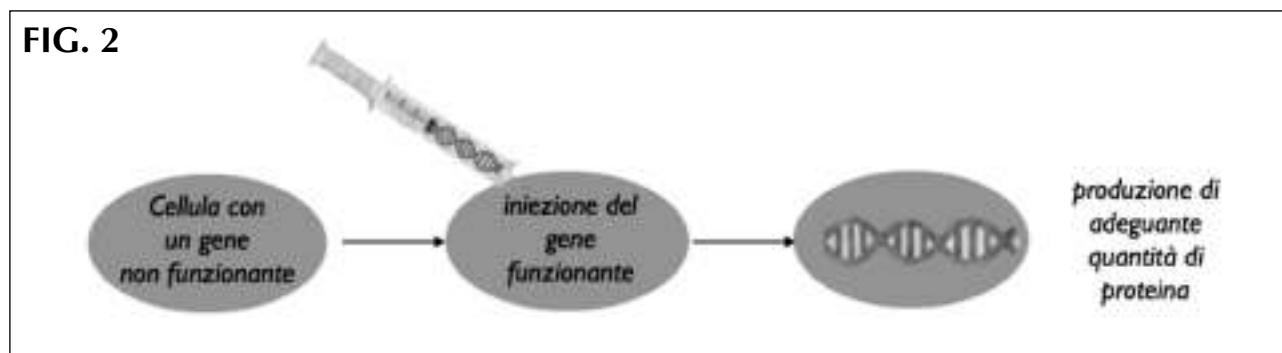 FIG. 2
Cellula con
un gene
non funzionante
iniezione del
gene
funzionante
produzione di
adeguante
quantità di
proteina